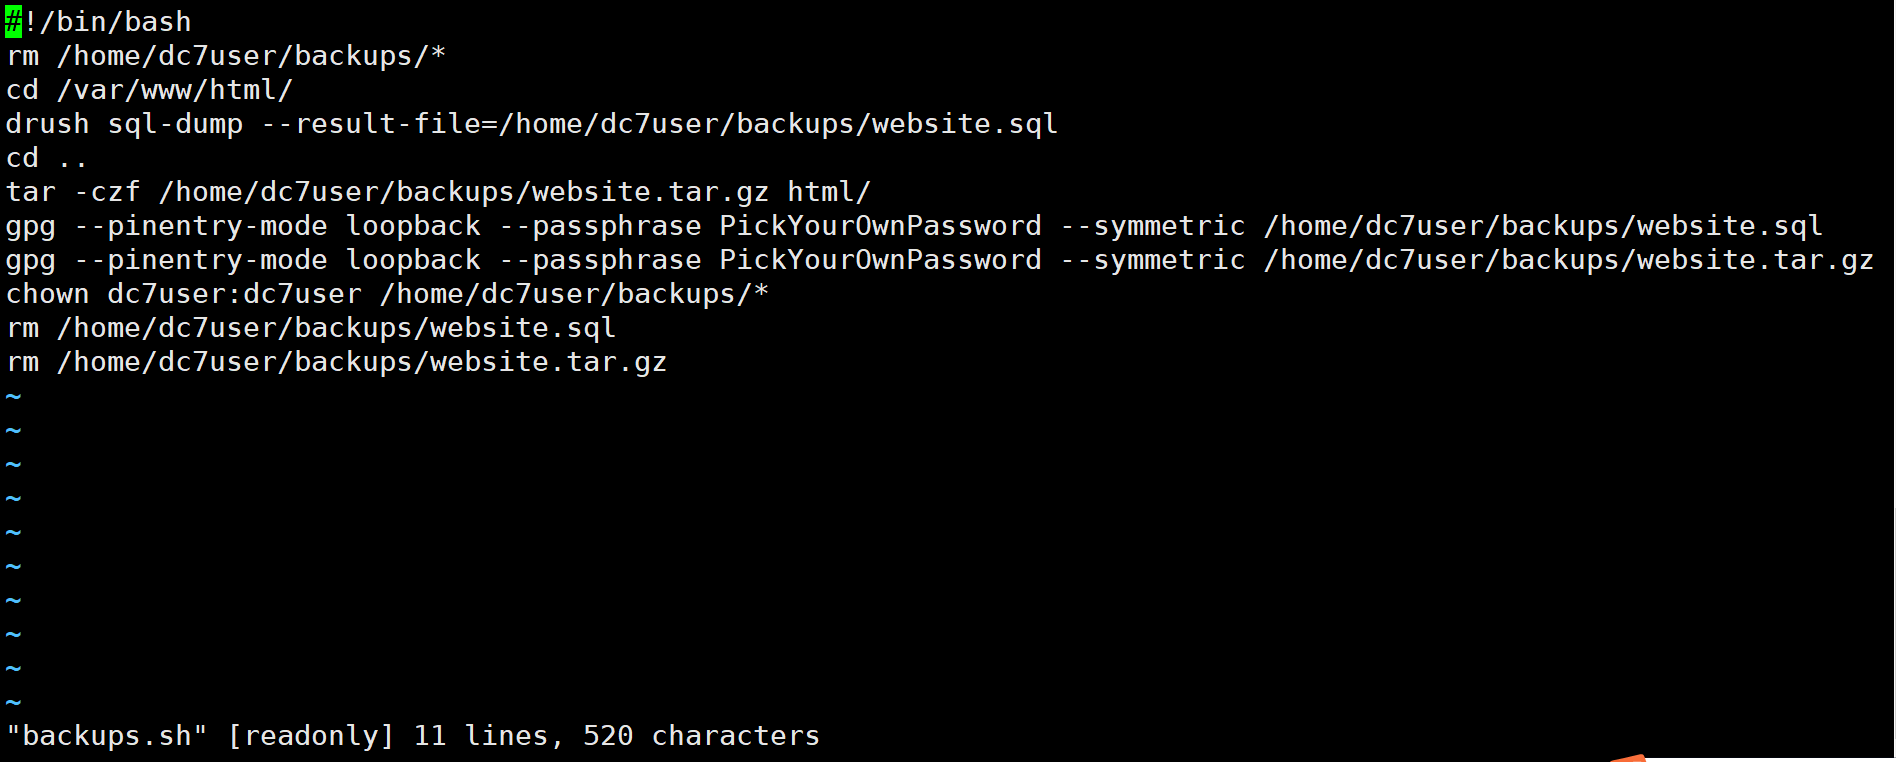 #!/bin/bash
rm /home/dc7user/backups/*
cd /var/www/html/
drush sql-dump --result-file=/home/dc7user/backups/website.sql
cd ..
tar -czf /home/dc7user/backups/website.tar.gz html/
gpg --pinentry-mode loopback --passphrase PickYourOwnPassword --symmetric /home/dc7user/backups/website.sql
gpg --pinentry-mode loopback --passphrase PickYourOwnPassword --symmetric /home/dc7user/backups/website.tar.gz
chown dc7user:dc7user /home/dc7user/backups/*
rm /home/dc7user/backups/website.sql
rm /home/dc7user/backups/website.tar.gz
~
~
~
~
~
~
~
~
~
~
"backups.sh" [readonly] 11 lines, 520 characters